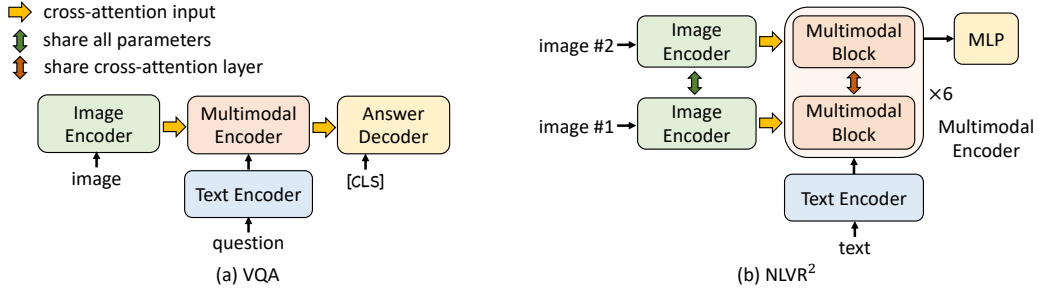 cross-attention input
share all parameters
share cross-attention layer
Image
Encoder
Multimodal
Encoder
Answer
Decoder
image
[CLS]
Text Encoder
question
(a) VQA
image #2
Image
Encoder
Multimodal
Block
MLP
×6
image #1
Image
Encoder
Multimodal
Block
Multimodal
Encoder
Text Encoder
text
(b) NLVR²